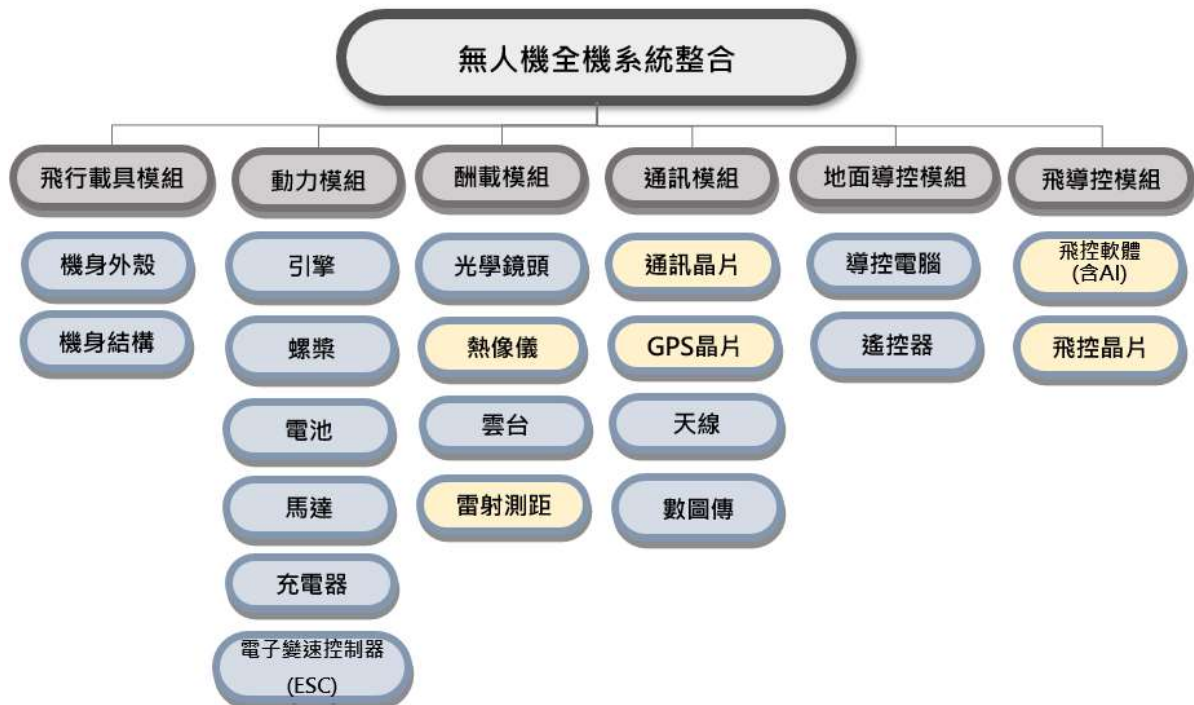 無人機全機系統整合
飛行載具模組
機身外殼
機身結構
動力模組
引擎
螺槳
電池
馬達
充電器
電子變速控制器
(ESC)
酬載模組
光學鏡頭
熱像儀
雲台
雷射測距
通訊模組
通訊晶片
GPS晶片
天線
數圖傳
地面導控模組
導控電腦
遙控器
飛導控模組
飛控軟體
(含AI)
飛控晶片